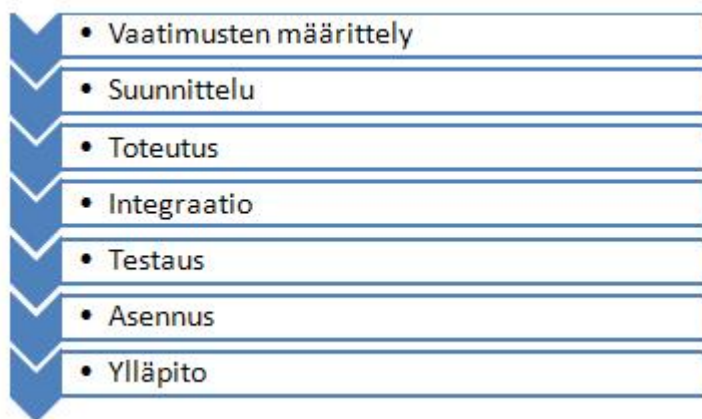 • Vaatimusten määrittely
• Suunnittelu
• Toteutus
• Integraatio
• Testaus
• Asennus
• Ylläpito